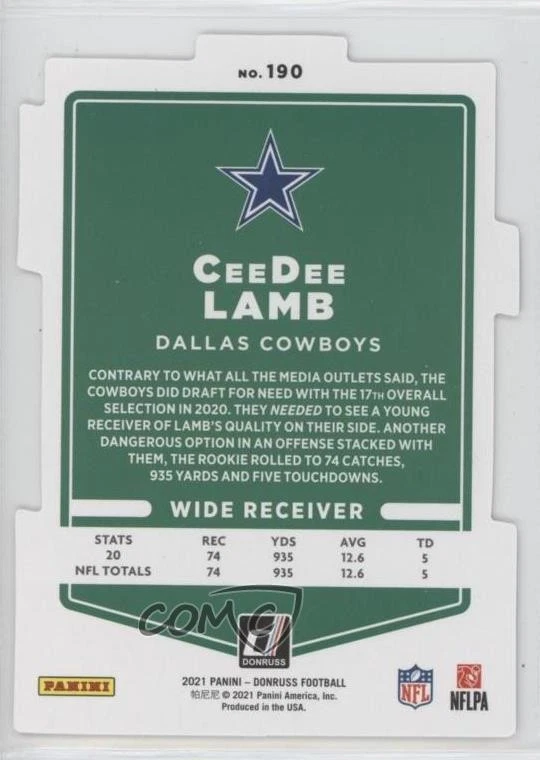 NO. 190
CEEDEE
LAMB
DALLAS COWBOYS
CONTRARY TO WHAT ALL THE MEDIA OUTLETS SAID, THE
COWBOYS DID DRAFT FOR NEED WITH THE 17TH OVERALL
SELECTION IN 2020. THEY NEEDED TO SEE A YOUNG
RECEIVER OF LAMB'S QUALITY ON THEIR SIDE. ANOTHER
DANGEROUS OPTION IN AN OFFENSE STACKED WITH
THEM, THE ROOKIE ROLLED TO 74 CATCHES,
935 YARDS AND FIVE TOUCHDOWNS.
WIDE RECEIVER
STATS REC YDS AVG TD
20 74 935 12.6 5
NFL TOTALS 74 935 12.6 5
COMC
DONRUSS
2021 PANINI – DONRUSS FOOTBALL
帕尼尼 © 2021 Panini America, Inc.
Produced in the USA.
PANINI
NFL
NFLPA